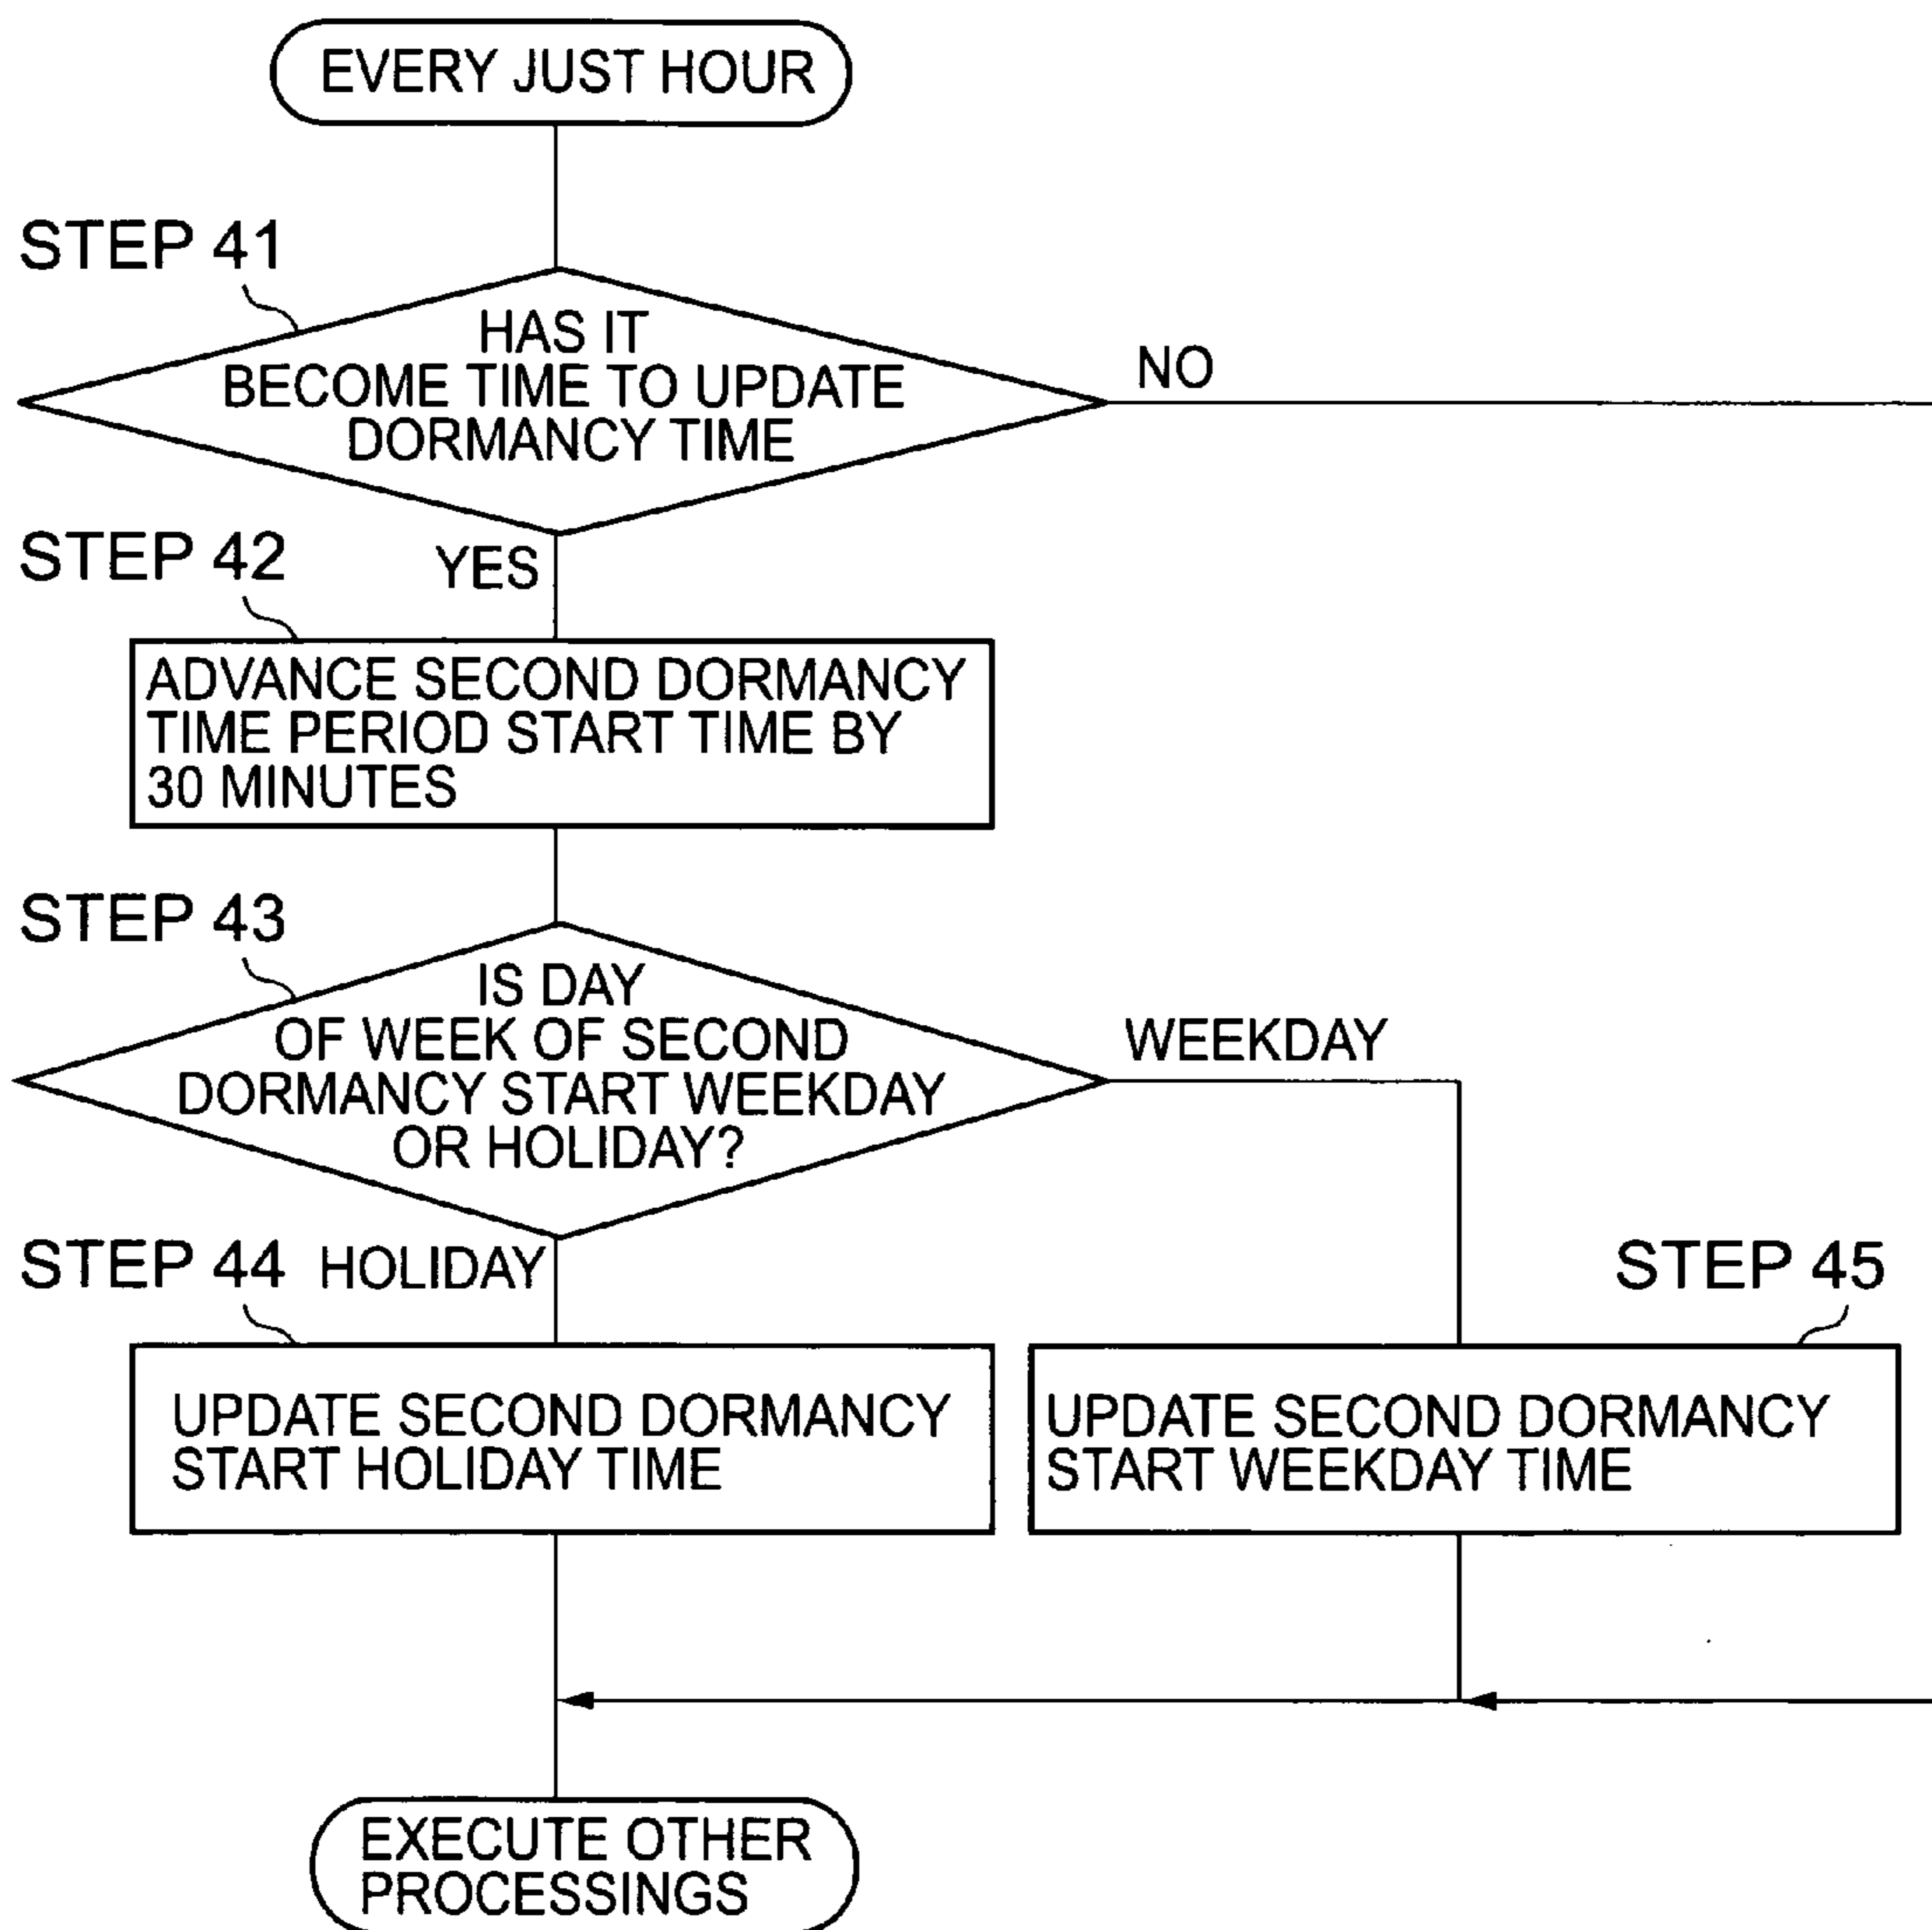 EVERY JUST HOUR
STEP 41
HAS IT
BECOME TIME TO UPDATE
DORMANCY TIME
NO
STEP 42
YES
ADVANCE SECOND DORMANCY
TIME PERIOD START TIME BY
30 MINUTES
STEP 43
IS DAY
OF WEEK OF SECOND
DORMANCY START WEEKDAY
OR HOLIDAY?
WEEKDAY
STEP 44
HOLIDAY
STEP 45
UPDATE SECOND DORMANCY
START HOLIDAY TIME
UPDATE SECOND DORMANCY
START WEEKDAY TIME
EXECUTE OTHER
PROCESSINGS